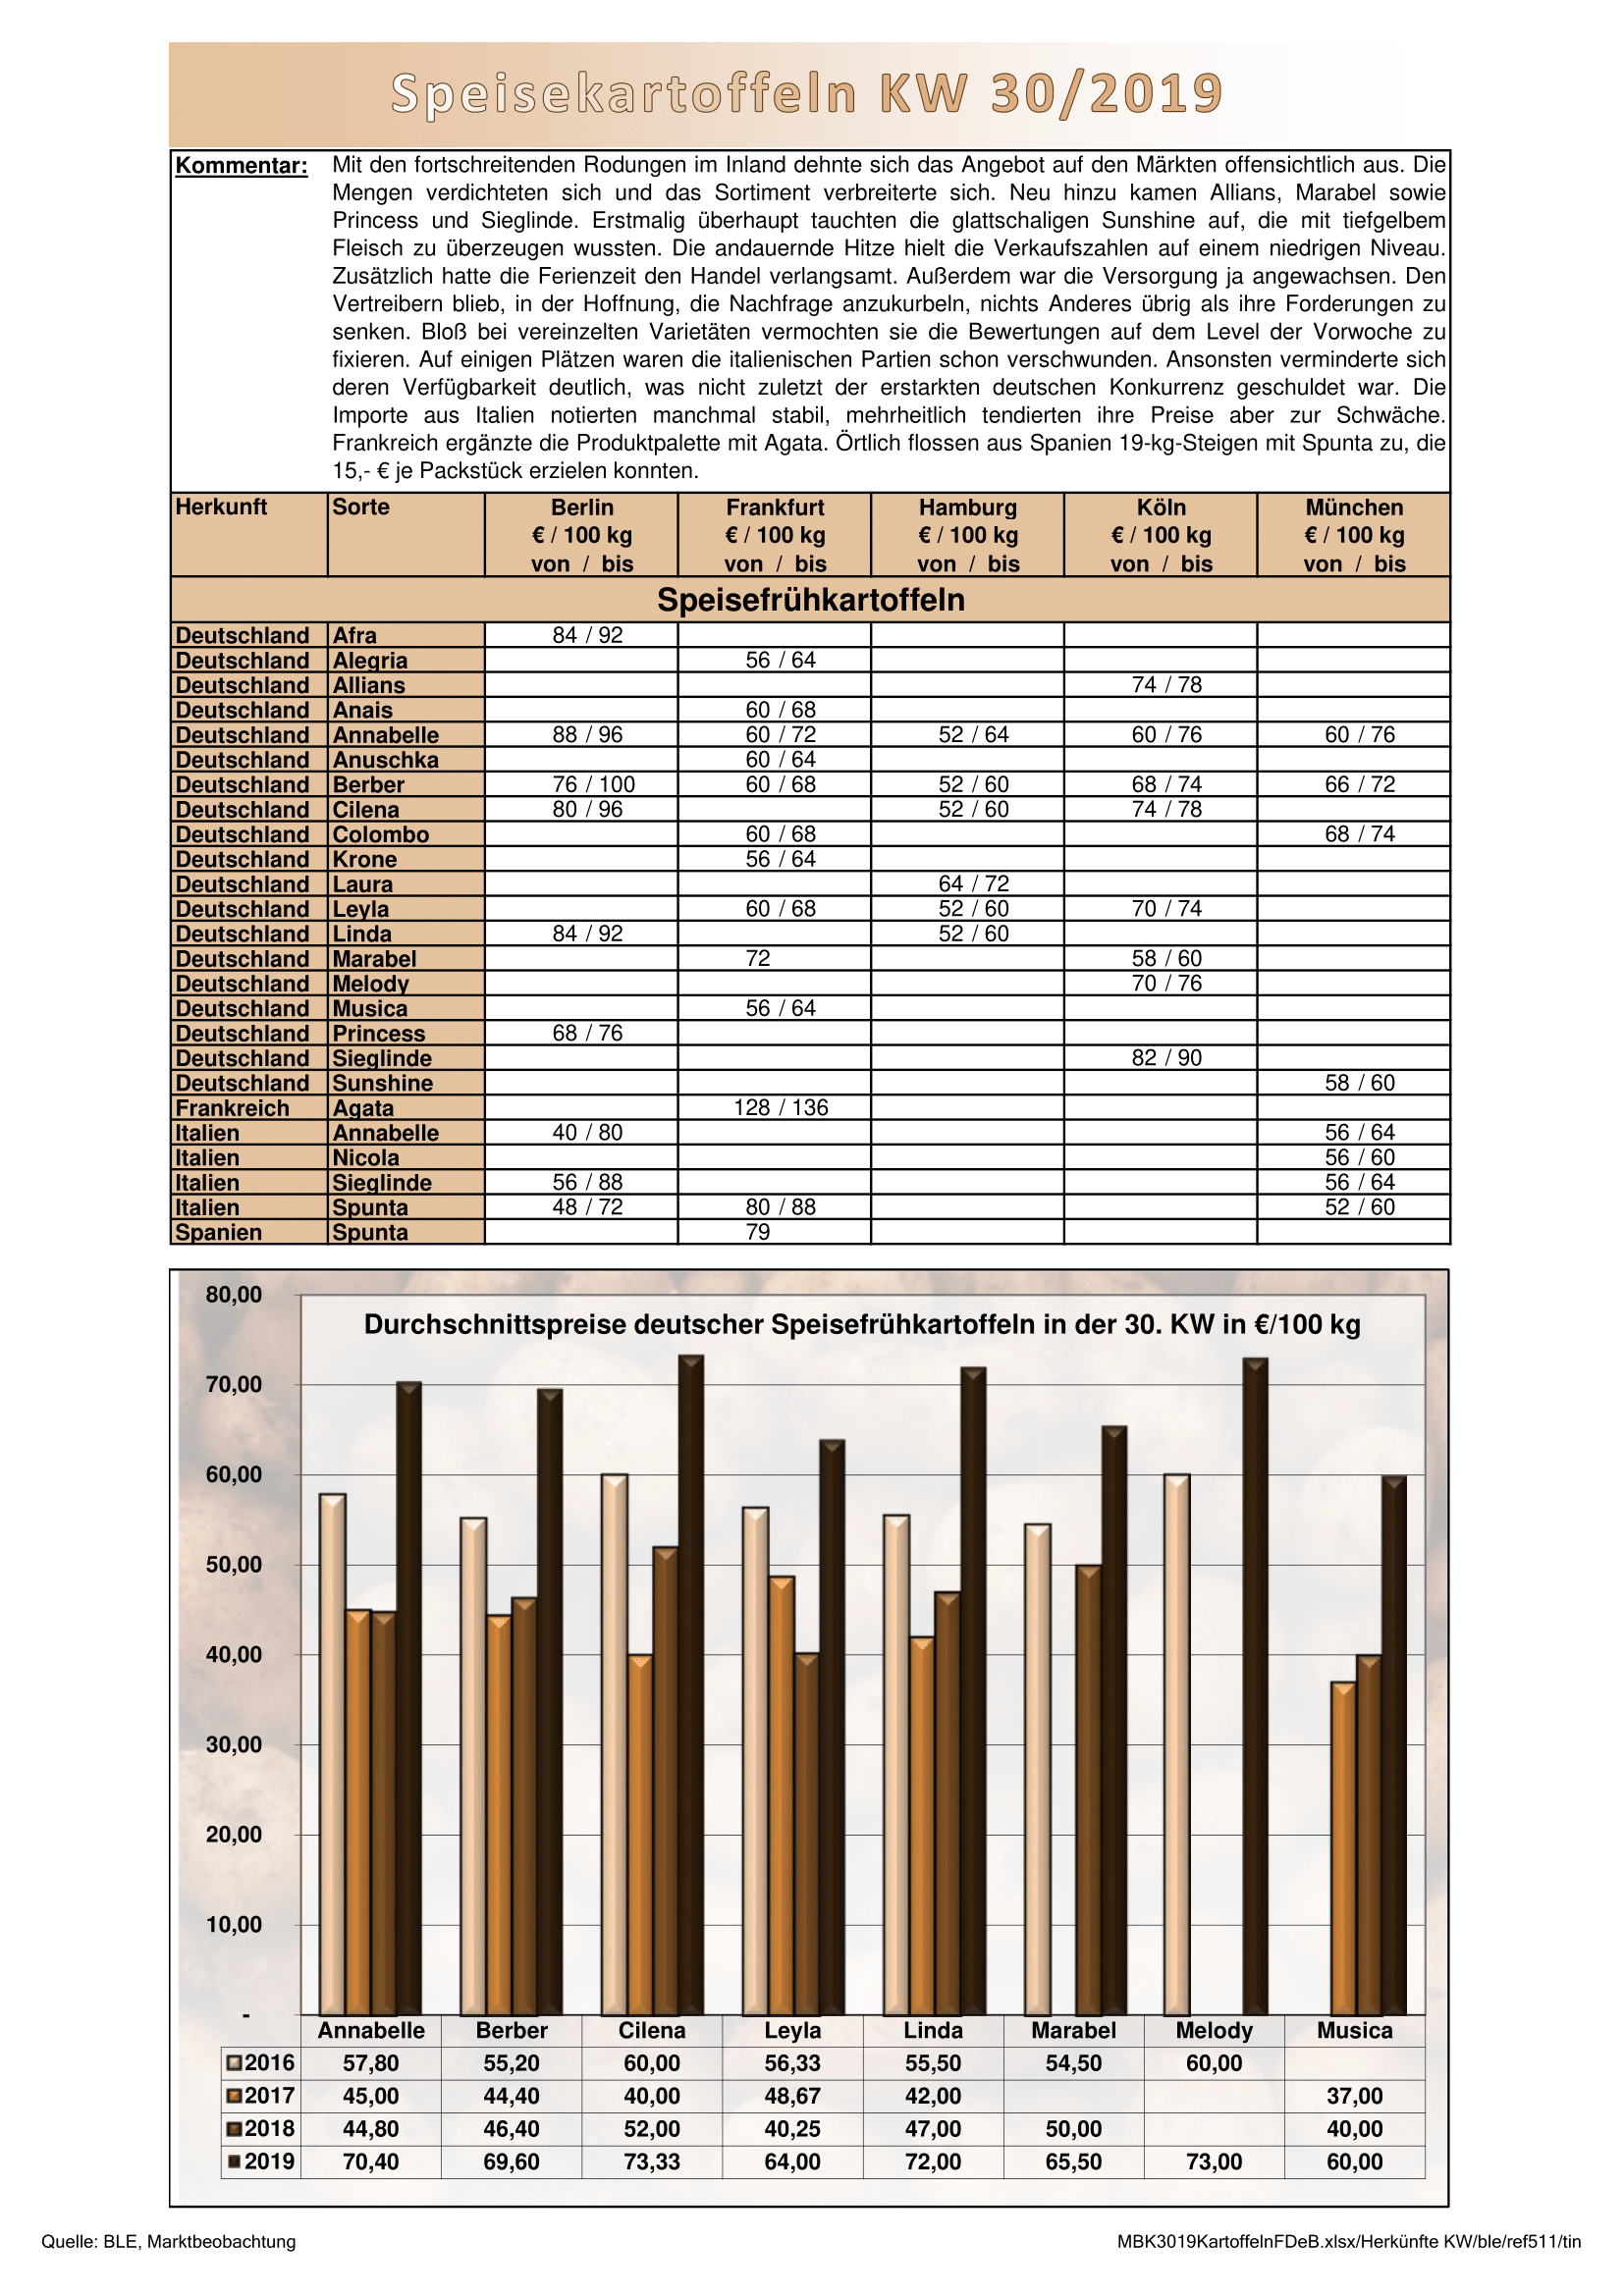 Speisekartoffeln KW 30/2019
Kommentar: Mit den fortschreitenden Rodungen im Inland dehnte sich das Angebot auf den Märkten offensichtlich aus. Die
Mengen verdichteten sich und das Sortiment verbreiterte sich. Neu hinzu kamen Allians, Marabel sowie
Princess und Sieglinde. Erstmalig überhaupt tauchten die glattschaligen Sunshine auf, die mit tiefgelbem
Fleisch zu überzeugen wussten. Die andauernde Hitze hielt die Verkaufszahlen auf einem niedrigen Niveau.
Zusätzlich hatte die Ferienzeit den Handel verlangsamt. Außerdem war die Versorgung ja angewachsen. Den
Vertreibern blieb, in der Hoffnung, die Nachfrage anzukurbeln, nichts Anderes übrig als ihre Forderungen zu
senken. Bloß bei vereinzelten Varietäten vermochten sie die Bewertungen auf dem Level der Vorwoche zu
fixieren. Auf einigen Plätzen waren die italienischen Partien schon verschwunden. Ansonsten verminderte sich
deren Verfügbarkeit deutlich, was nicht zuletzt der erstarkten deutschen Konkurrenz geschuldet war. Die
Importe aus Italien notierten manchmal stabil, mehrheitlich tendierten ihre Preise aber zur Schwäche.
Frankreich ergänzte die Produktpalette mit Agata. Örtlich flossen aus Spanien 19-kg-Steigen mit Spunta zu, die
15,- € je Packstück erzielen konnten.
Herkunft Sorte Berlin Frankfurt Hamburg Köln München
€ / 100 kg € / 100 kg € / 100 kg € / 100 kg € / 100 kg
von / bis von / bis von / bis von / bis von / bis
Speisefrühkartoffeln
Deutschland Afra 84 / 92
Deutschland Alegria 56 / 64
Deutschland Allians 74 / 78
Deutschland Anais 60 / 68
Deutschland Annabelle 88 / 96 60 / 72 52 / 64 60 / 76 60 / 76
Deutschland Anuschka 60 / 64
Deutschland Berber 76 / 100 60 / 68 52 / 60 68 / 74 66 / 72
Deutschland Cilena 80 / 96 52 / 60 74 / 78
Deutschland Colombo 60 / 68 68 / 74
Deutschland Krone 56 / 64
Deutschland Laura 64 / 72
Deutschland Leyla 60 / 68 52 / 60 70 / 74
Deutschland Linda 84 / 92 52 / 60
Deutschland Marabel 72 58 / 60
Deutschland Melody 70 / 76
Deutschland Musica 56 / 64
Deutschland Princess 68 / 76
Deutschland Sieglinde 82 / 90
Deutschland Sunshine 58 / 60
Frankreich Agata 128 / 136
Italien Annabelle 40 / 80 56 / 64
Italien Nicola 56 / 60
Italien Sieglinde 56 / 88 56 / 64
Italien Spunta 48 / 72 80 / 88 52 / 60
Spanien Spunta 79
80,00
Durchschnittspreise deutscher Speisefrühkartoffeln in der 30. KW in €/100 kg
70,00
60,00
50,00
40,00
30,00
20,00
10,00
-
Annabelle Berber Cilena Leyla Linda Marabel Melody Musica
2016 57,80 55,20 60,00 56,33 55,50 54,50 60,00
2017 45,00 44,40 40,00 48,67 42,00 37,00
2018 44,80 46,40 52,00 40,25 47,00 50,00 40,00
2019 70,40 69,60 73,33 64,00 72,00 65,50 73,00 60,00
Quelle: BLE, Marktbeobachtung MBK3019KartoffelnFDeB.xlsx/Herkünfte KW/ble/ref511/tin